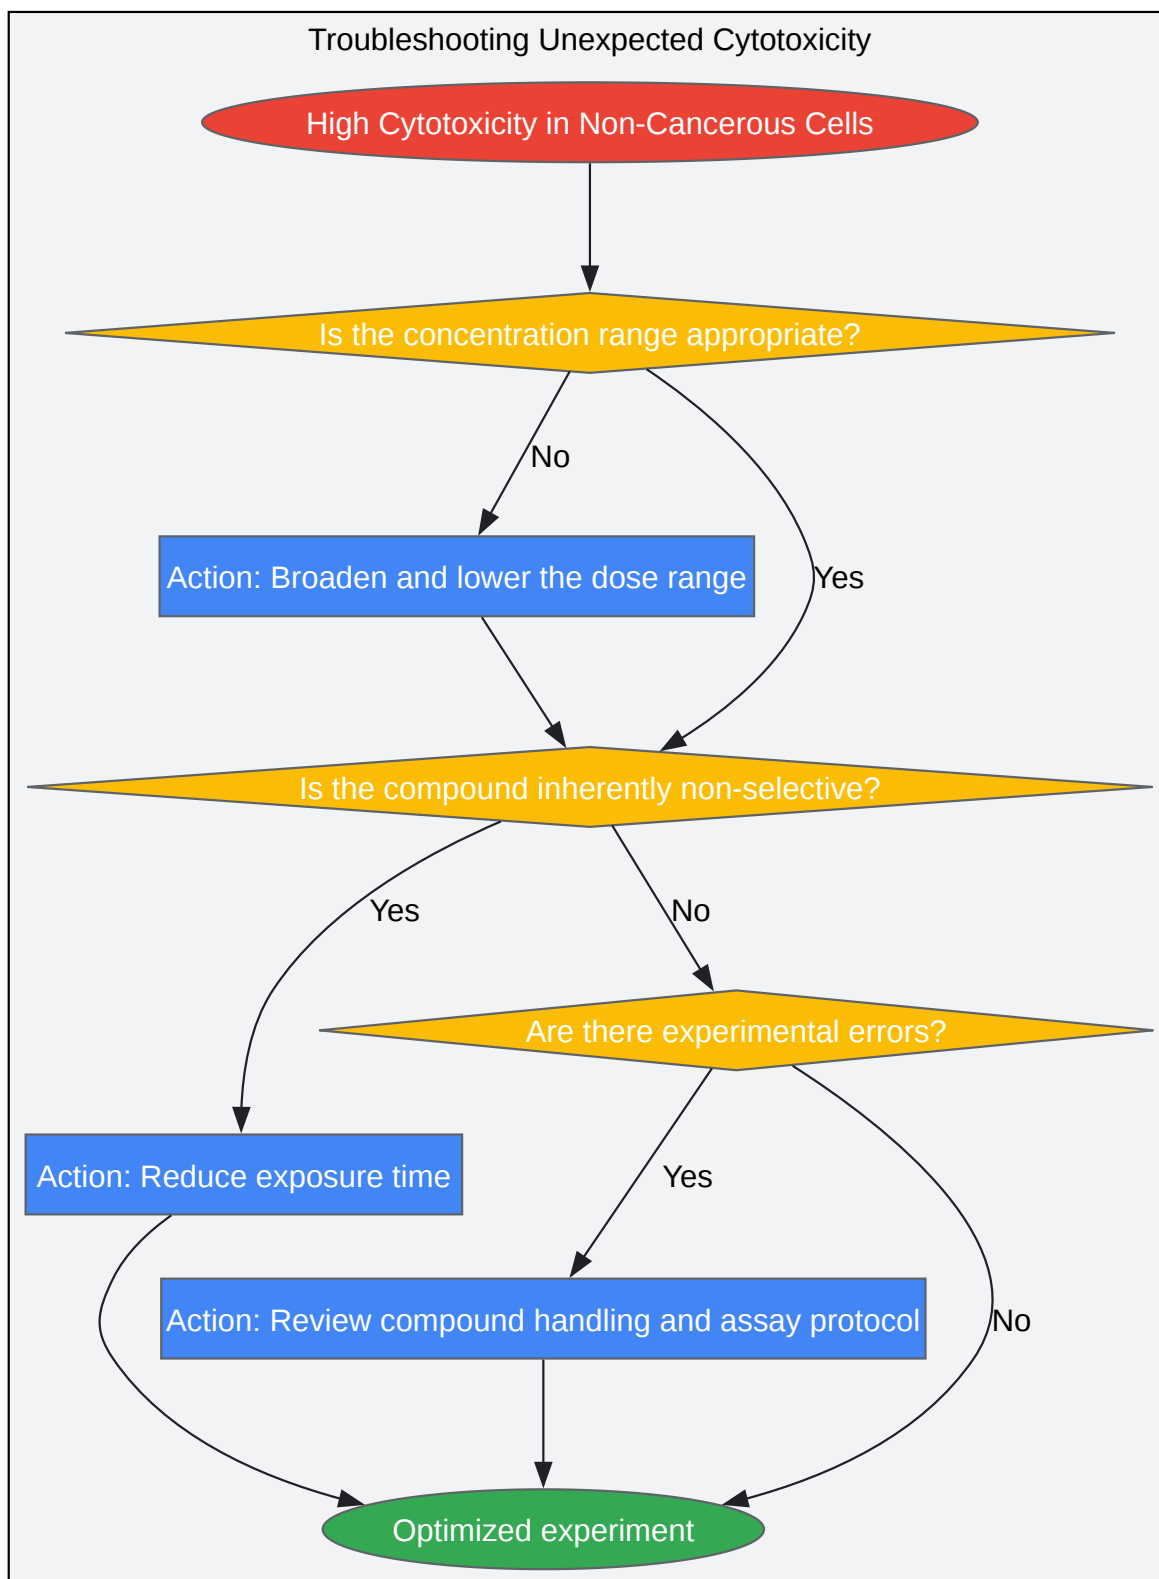 Troubleshooting Unexpected Cytotoxicity
High Cytotoxicity in Non-Cancerous Cells
Is the concentration range appropriate?
No
Action: Broaden and lower the dose range
Yes
Is the compound inherently non-selective?
Yes
No
Are there experimental errors?
Action: Reduce exposure time
Yes
Action: Review compound handling and assay protocol
No
Optimized experiment